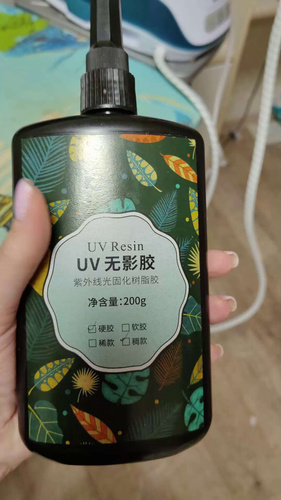 UV Resin
UV 无影胶
紫外线光固化树脂胶
净含量:200g
☑硬胶 ☐软胶
☐稀款 ☑稠款